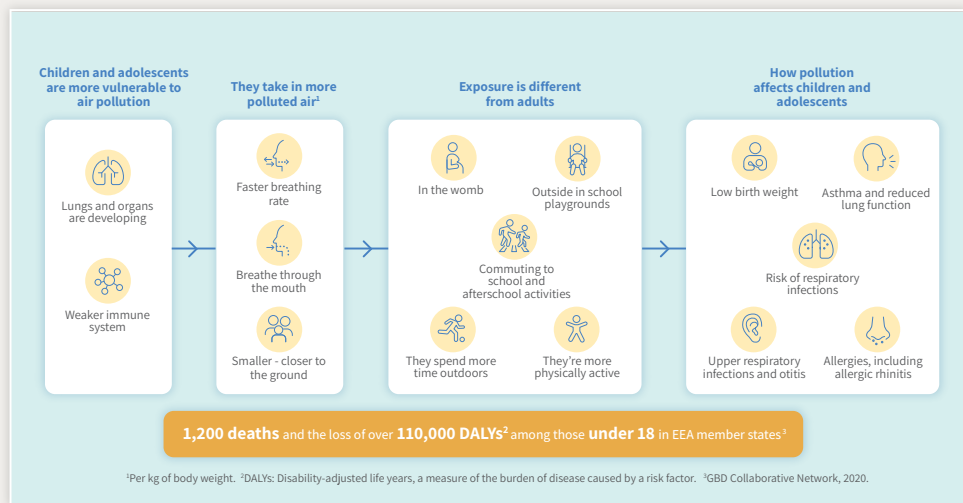 Children and adolescents
are more vulnerable to
air pollution
Lungs and organs
are developing
Weaker immune
system
They take in more
polluted air¹
Faster breathing
rate
Breathe through
the mouth
Smaller - closer to
the ground
Exposure is different
from adults
In the womb
Outside in school
playgrounds
Commuting to
school and
afterschool activities
They spend more
time outdoors
They're more
physically active
How pollution
affects children and
adolescents
Low birth weight
Asthma and reduced
lung function
Risk of respiratory
infections
Upper respiratory
infections and otitis
Allergies, including
allergic rhinitis
1,200 deaths and the loss of over 110,000 DALYs² among those under 18 in EEA member states³
¹Per kg of body weight. ²DALYs: Disability-adjusted life years, a measure of the burden of disease caused by a risk factor. ³GBD Collaborative Network, 2020.